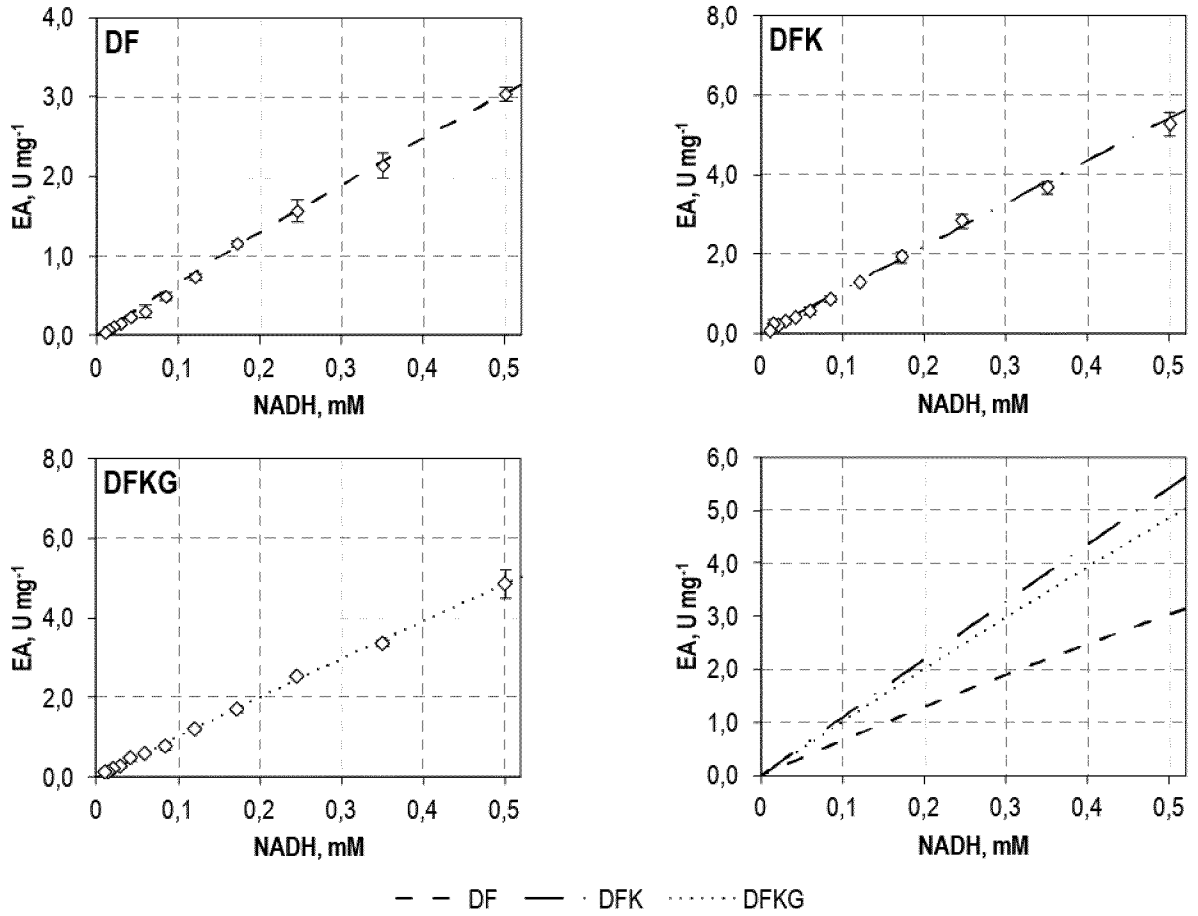 DF
EA, U mg-1
4,0
3,0
2,0
1,0
0,0
0 0,1 0,2 0,3 0,4 0,5
NADH, mM
DFK
EA, U mg-1
8,0
6,0
4,0
2,0
0,0
0 0,1 0,2 0,3 0,4 0,5
NADH, mM
DFKG
EA, U mg-1
8,0
6,0
4,0
2,0
0,0
0 0,1 0,2 0,3 0,4 0,5
NADH, mM
EA, U mg-1
6,0
5,0
4,0
3,0
2,0
1,0
0,0
0 0,1 0,2 0,3 0,4 0,5
NADH, mM
DF DFK DFKG